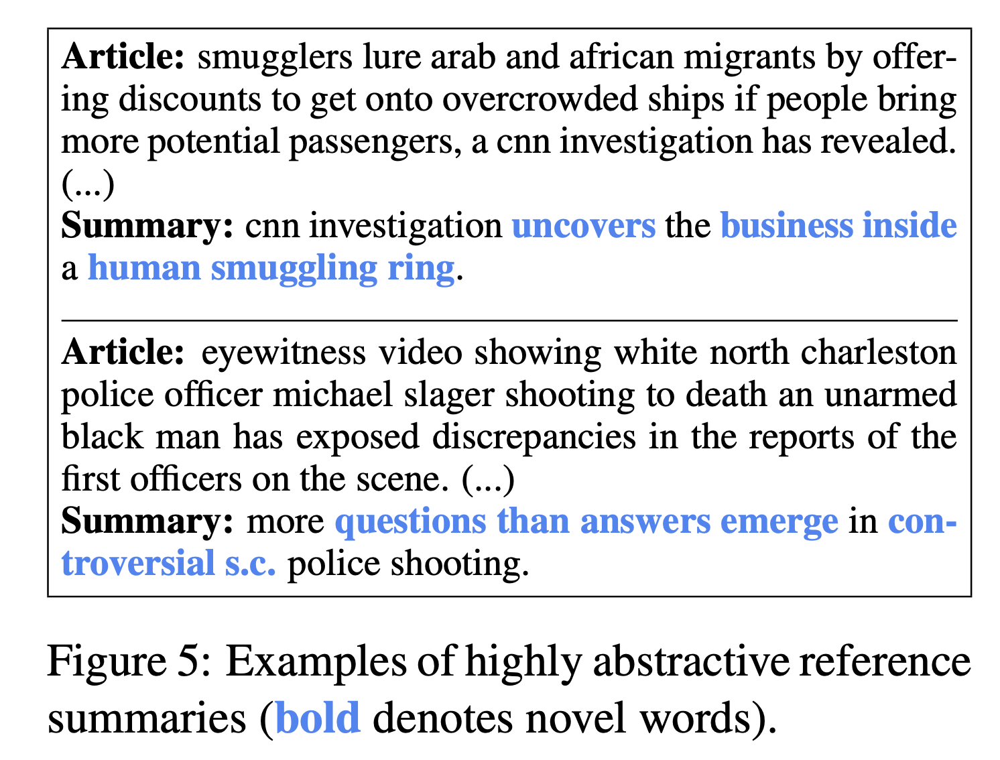 Article: smugglers lure arab and african migrants by offer-
ing discounts to get onto overcrowded ships if people bring
more potential passengers, a cnn investigation has revealed.
(...)
Summary: cnn investigation uncovers the business inside
a human smuggling ring.
Article: eyewitness video showing white north charleston
police officer michael slager shooting to death an unarmed
black man has exposed discrepancies in the reports of the
first officers on the scene. (...)
Summary: more questions than answers emerge in con-
troversial s.c. police shooting.
Figure 5: Examples of highly abstractive reference
summaries (bold denotes novel words).